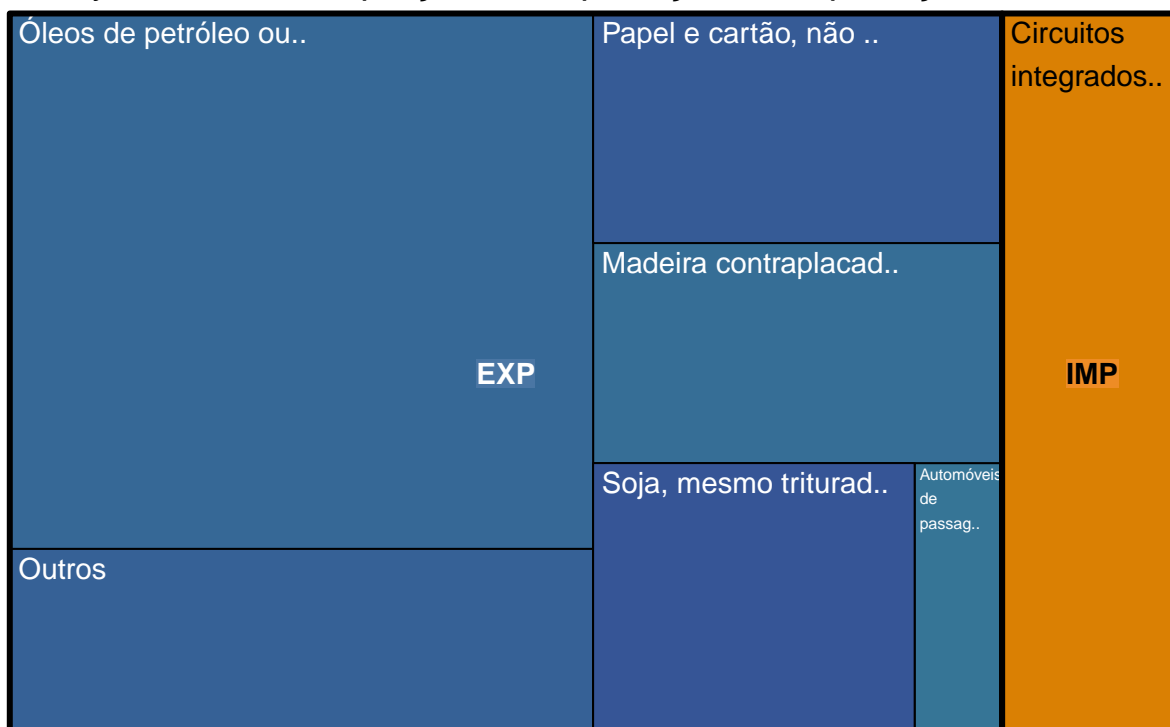 Óleos de petróleo ou..
Papel e cartão, não ..
Circuitos
integrados..
Madeira contraplacad..
EXP
IMP
Soja, mesmo triturad..
Automóveis
de
passag..
Outros